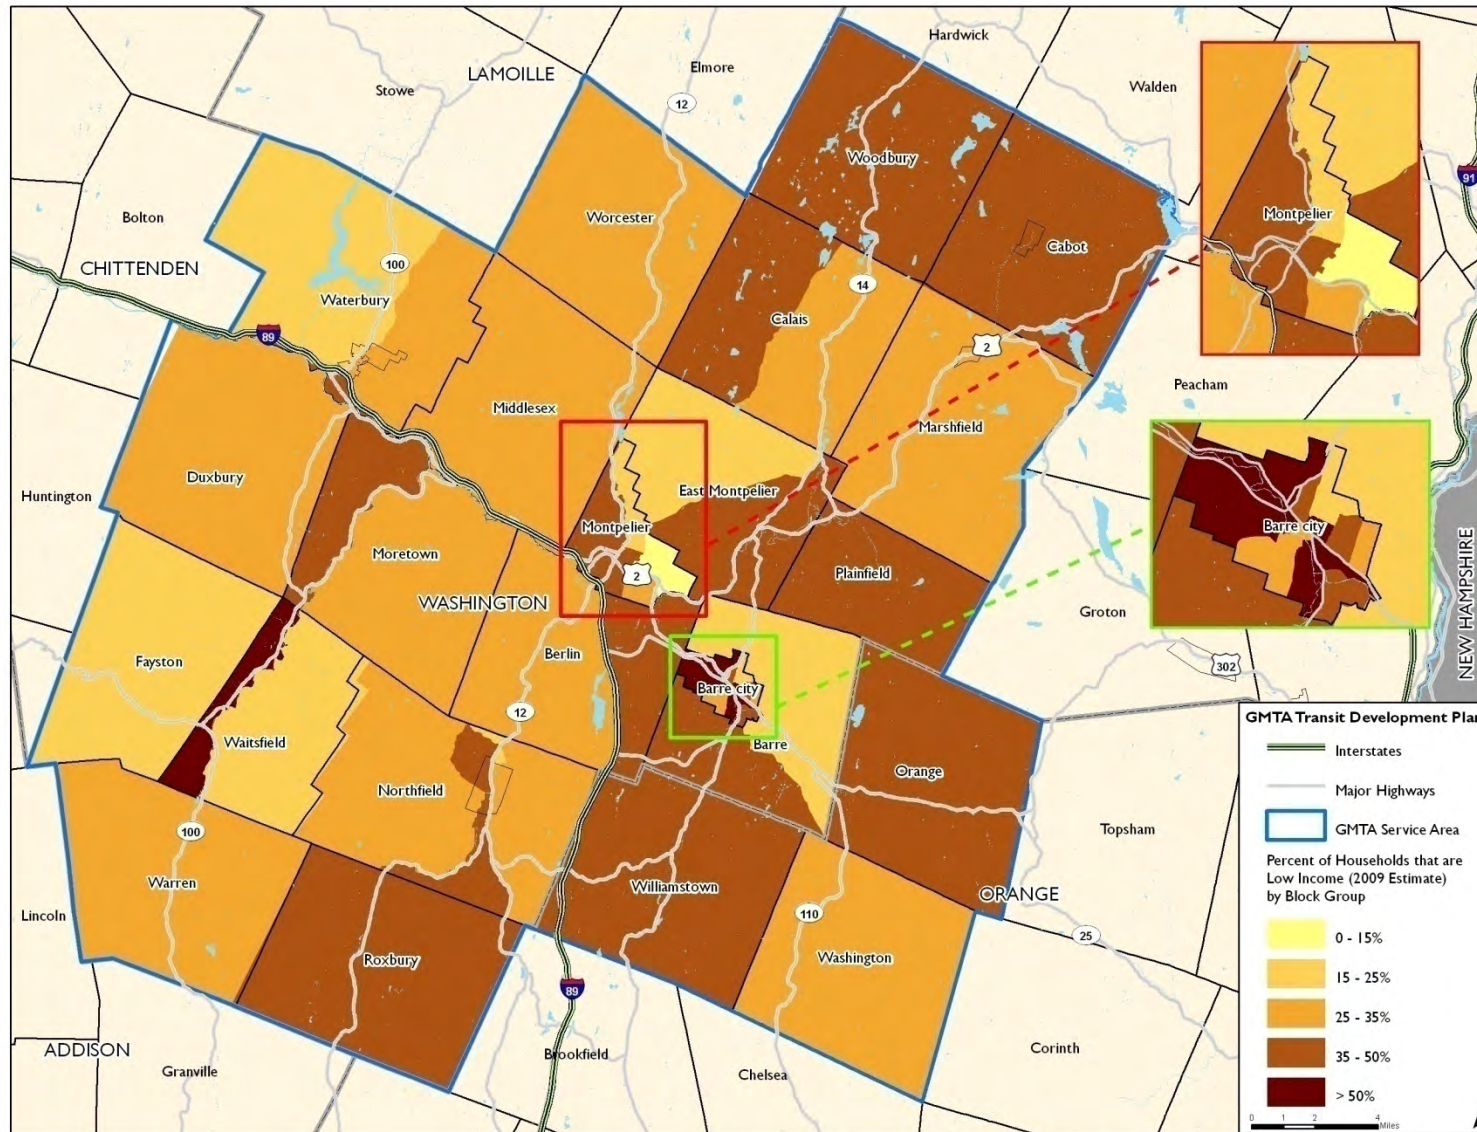 Hardwick
Elmore
LAMOILLE
Walden
Stowe
12
91
Woodbury
Bolton
Worcester
Montpelier
Cabot
CHITTENDEN
100
14
Waterbury
Calais
89
2
Peacham
Middlesex
Marshfield
Duxbury
Huntington
East Montpelier
Montpelier
Barre city
Moretown
2
Plainfield
WASHINGTON
Groton
NEW HAMPSHIRE
Fayston
Berlin
302
Barre city
12
Waitsfield
Barre
Orange
Northfield
100
Topsham
Warren
Williamstown
ORANGE
Lincoln
110
25
Roxbury
Washington
89
ADDISON
Brookfield
Corinth
Granville
Chelsea
GMTA Transit Development Plan
Interstates
Major Highways
GMTA Service Area
Percent of Households that are
Low Income (2009 Estimate)
by Block Group
0 - 15%
15 - 25%
25 - 35%
35 - 50%
> 50%
0 1 2 4
Miles